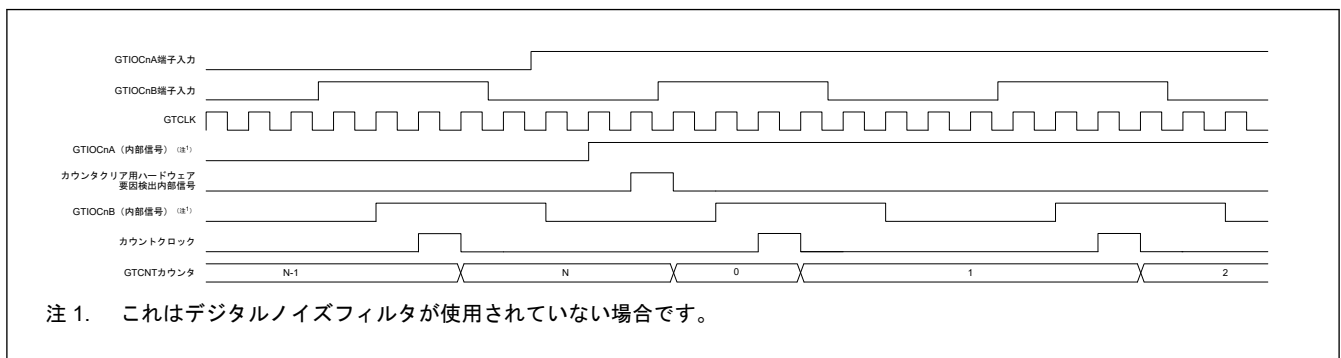 GTIOCnA端子入力
GTIOCnB端子入力
GTCLK
GTIOCnA（内部信号）（注1）
カウンタクリア用ハードウェア
要因検出内部信号
GTIOCnB（内部信号）（注1）
カウントクロック
GTCNTカウンタ N-1 N 0 1 2
注 1. これはデジタルノイズフィルタが使用されていない場合です。